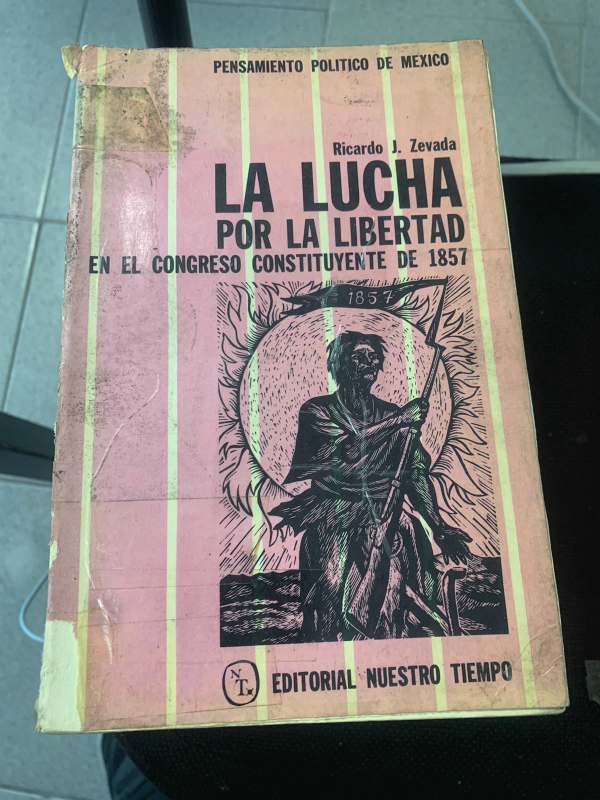 PENSAMIENTO POLITICO DE MEXICO
Ricardo J. Zevada
LA LUCHA
POR LA LIBERTAD
EN EL CONGRESO CONSTITUYENTE DE 1857
1857
NT
EDITORIAL NUESTRO TIEMPO